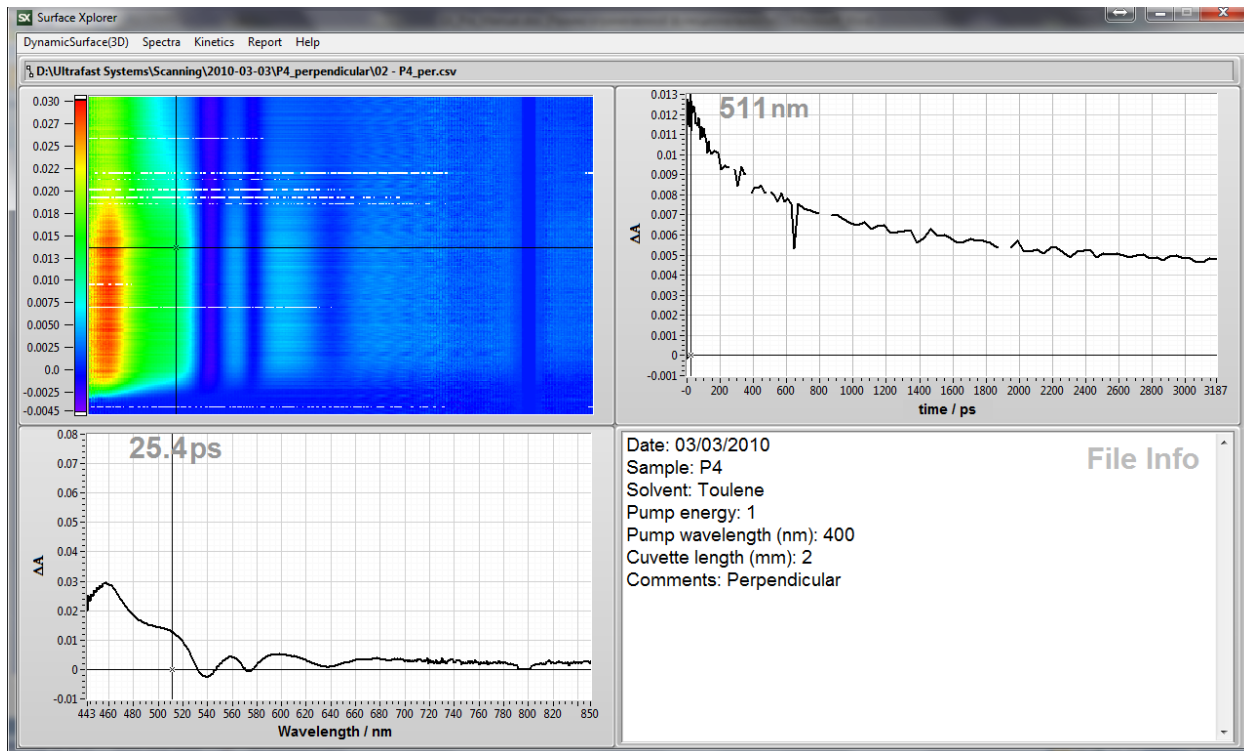 SX Surface Xplorer
DynamicSurface(3D) Spectra Kinetics Report Help
D:\Ultrafast Systems\Scanning\2010-03-03\P4_perpendicular\02 - P4_per.csv
0.030
0.027
0.025
0.022
0.020
0.018
0.015
0.013
0.010
0.0075
0.0050
0.0025
0.0
-0.0025
-0.0045
511 nm
0.013
0.012
0.011
0.01
0.009
0.008
0.007
0.006
0.005
0.004
0.003
0.002
0.001
0
-0.001
ΔA
-0 200 400 600 800 1000 1200 1400 1600 1800 2000 2200 2400 2600 2800 3000 3187
time / ps
25.4 ps
0.08
0.07
0.06
0.05
0.04
0.03
0.02
0.01
0
-0.01
ΔA
443 460 480 500 520 540 560 580 600 620 640 660 680 700 720 740 760 780 800 820 850
Wavelength / nm
File Info
Date: 03/03/2010
Sample: P4
Solvent: Toulene
Pump energy: 1
Pump wavelength (nm): 400
Cuvette length (mm): 2
Comments: Perpendicular